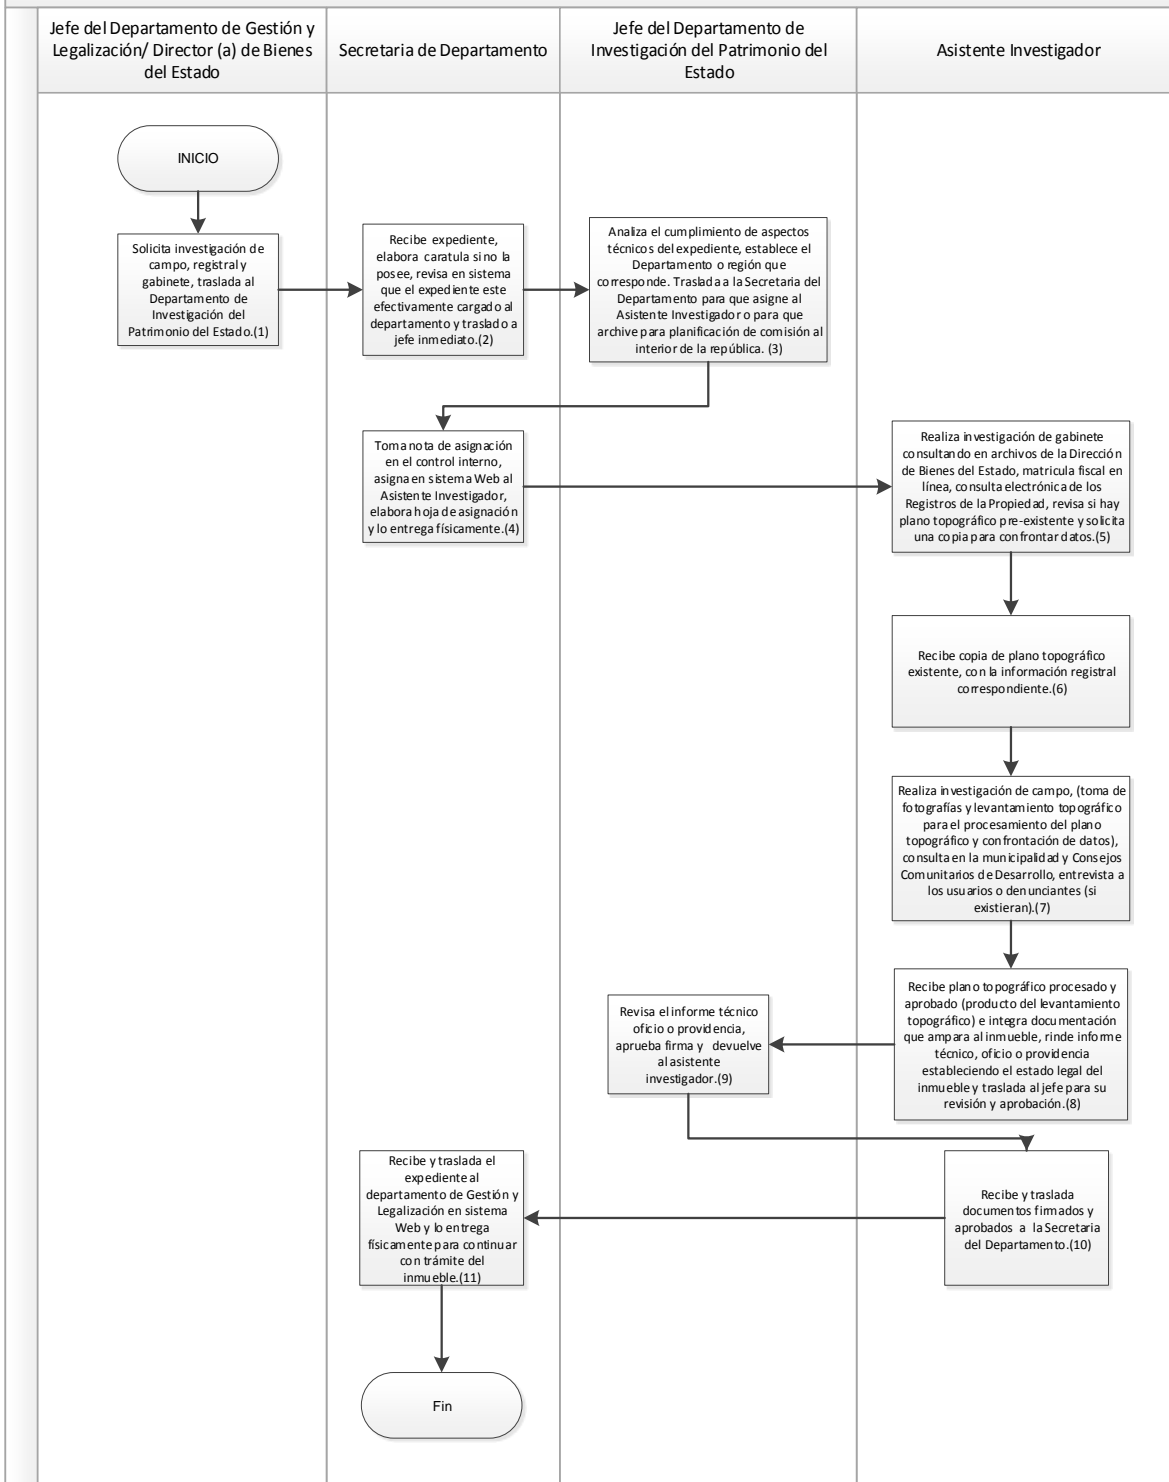 Jefe del Departamento de Gestión y
Legalización/ Director (a) de Bienes
del Estado
Secretaria de Departamento
Jefe del Departamento de
Investigación del Patrimonio del
Estado
Asistente Investigador
INICIO
Solicita investigación de
campo, registral y
gabinete, traslada al
Departamento de
Investigación del
Patrimonio del Estado.(1)
Recibe expediente,
elabora caratula si no la
posee, revisa en sistema
que el expediente este
efectivamente cargado al
departamento y traslado a
jefe inmediato.(2)
Analiza el cumplimiento de aspectos
técnicos del expediente, establece el
Departamento o región que
corresponde. Traslada a la Secretaria del
Departamento para que asigne al
Asistente Investigador o para que
archive para planificación de comisión al
interior de la república. (3)
Toma nota de asignación
en el control interno,
asigna en sistema Web al
Asistente Investigador,
elabora hoja de asignación
y lo entrega físicamente.(4)
Realiza investigación de gabinete
consultando en archivos de la Dirección
de Bienes del Estado, matricula fiscal en
línea, consulta electrónica de los
Registros de la Propiedad, revisa si hay
plano topográfico pre-existente y solicita
una copia para confrontar datos.(5)
Recibe copia de plano topográfico
existente, con la información registral
correspondiente.(6)
Realiza investigación de campo, (toma de
fotografías y levantamiento topográfico
para el procesamiento del plano
topográfico y confrontación de datos),
consulta en la municipalidad y Consejos
Comunitarios de Desarrollo, entrevista a
los usuarios o denunciantes (si
existieran).(7)
Recibe plano topográfico procesado y
aprobado (producto del levantamiento
topográfico) e integra documentación
que ampara al inmueble, rinde informe
técnico, oficio o providencia
estableciendo el estado legal del
inmueble y traslada al jefe para su
revisión y aprobación.(8)
Revisa el informe técnico
oficio o providencia,
aprueba firma y devuelve
al asistente
investigador.(9)
Recibe y traslada
documentos firmados y
aprobados a la Secretaria
del Departamento.(10)
Recibe y traslada el
expediente al
departamento de Gestión y
Legalización en sistema
Web y lo entrega
físicamente para continuar
con trámite del
inmueble.(11)
Fin